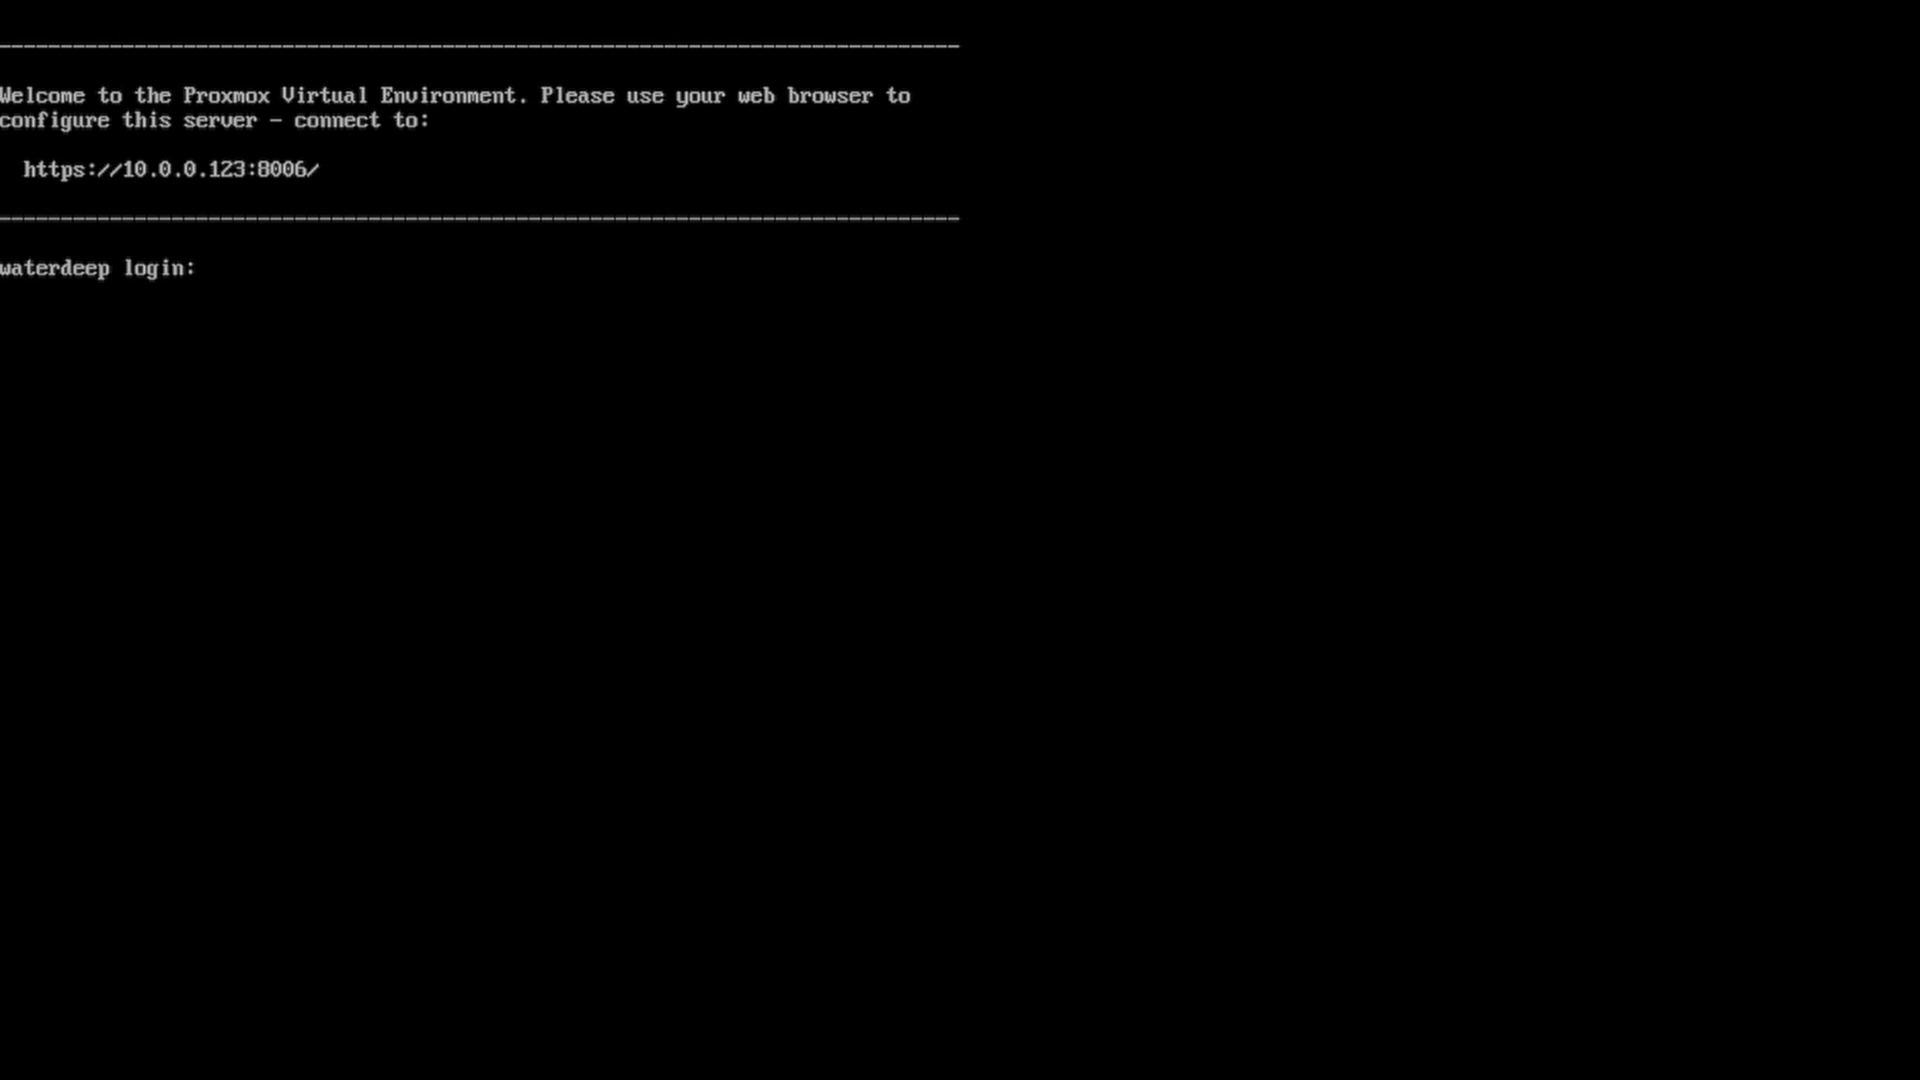 ------------------------------------------------------------------------------
Welcome to the Proxmox Virtual Environment. Please use your web browser to
configure this server - connect to:
https://10.0.0.123:8006/
------------------------------------------------------------------------------
waterdeep login: